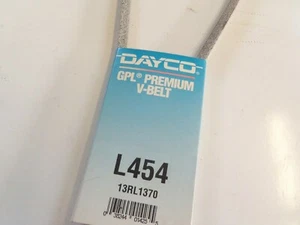 DAYCO
GPL® PREMIUM
V-BELT
L454
13RL1370